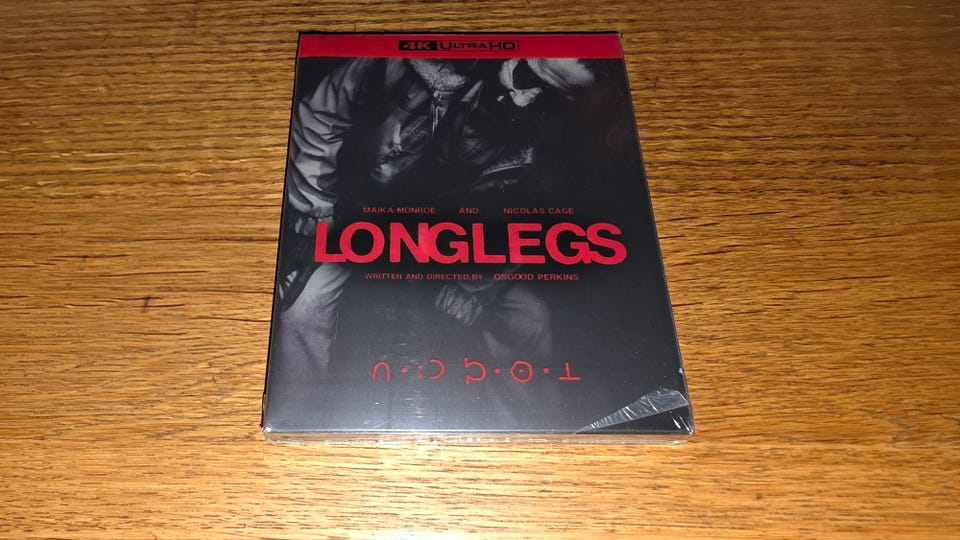 4K ULTRA HD
MAIKA MONROE AND NICOLAS CAGE
LONGLEGS
WRITTEN AND DIRECTED BY OSGOOD PERKINS